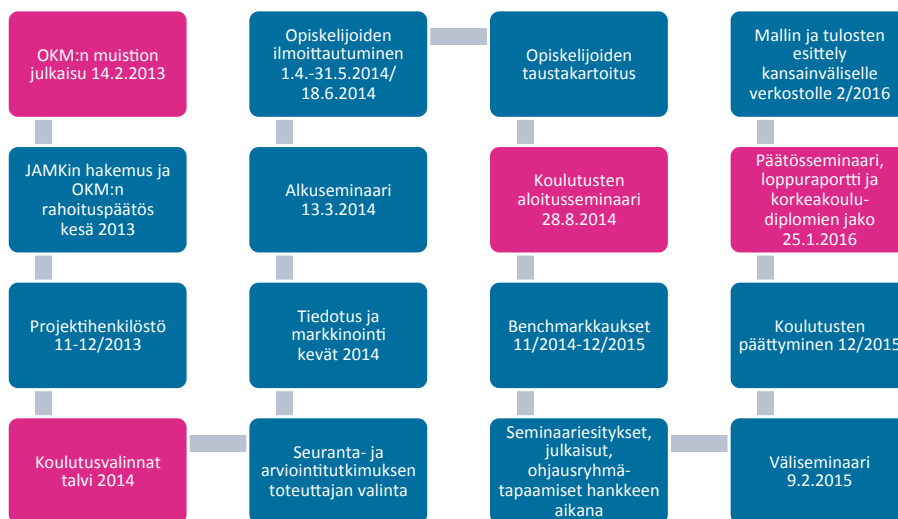 OKM:n muistion
julkaisu 14.2.2013
JAMKin hakemus ja
OKM:n
rahoituspäätös
kesä 2013
Projektihenkilöstö
11-12/2013
Koulutusvalinnat
talvi 2014
Seuranta- ja
arviointitutkimuksen
toteuttajan valinta
Tiedotus ja
markkinointi
kevät 2014
Alkuseminaari
13.3.2014
Opiskelijoiden
ilmoittautuminen
1.4.-31.5.2014/
18.6.2014
Opiskelijoiden
taustakartoitus
Koulutusten
aloitusseminaari
28.8.2014
Benchmarkkaukset
11/2014-12/2015
Seminaariesitykset,
julkaisut,
ohjausryhmä-
tapaamiset hankkeen
aikana
Väliseminaari
9.2.2015
Koulutusten
päättyminen 12/2015
Päätösseminaari,
loppuraportti ja
korkeakoulu-
diplomien jako
25.1.2016
Mallin ja tulosten
esittely
kansainväliselle
verkostolle 2/2016